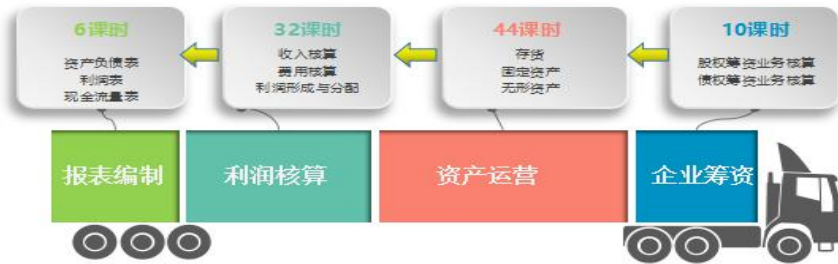 6课时
资产负债表
利润表
现金流量表
32课时
收入核算
费用核算
利润形成与分配
44课时
存货
固定资产
无形资产
10课时
股权筹资业务核算
债权筹资业务核算
报表编制
利润核算
资产运营
企业筹资